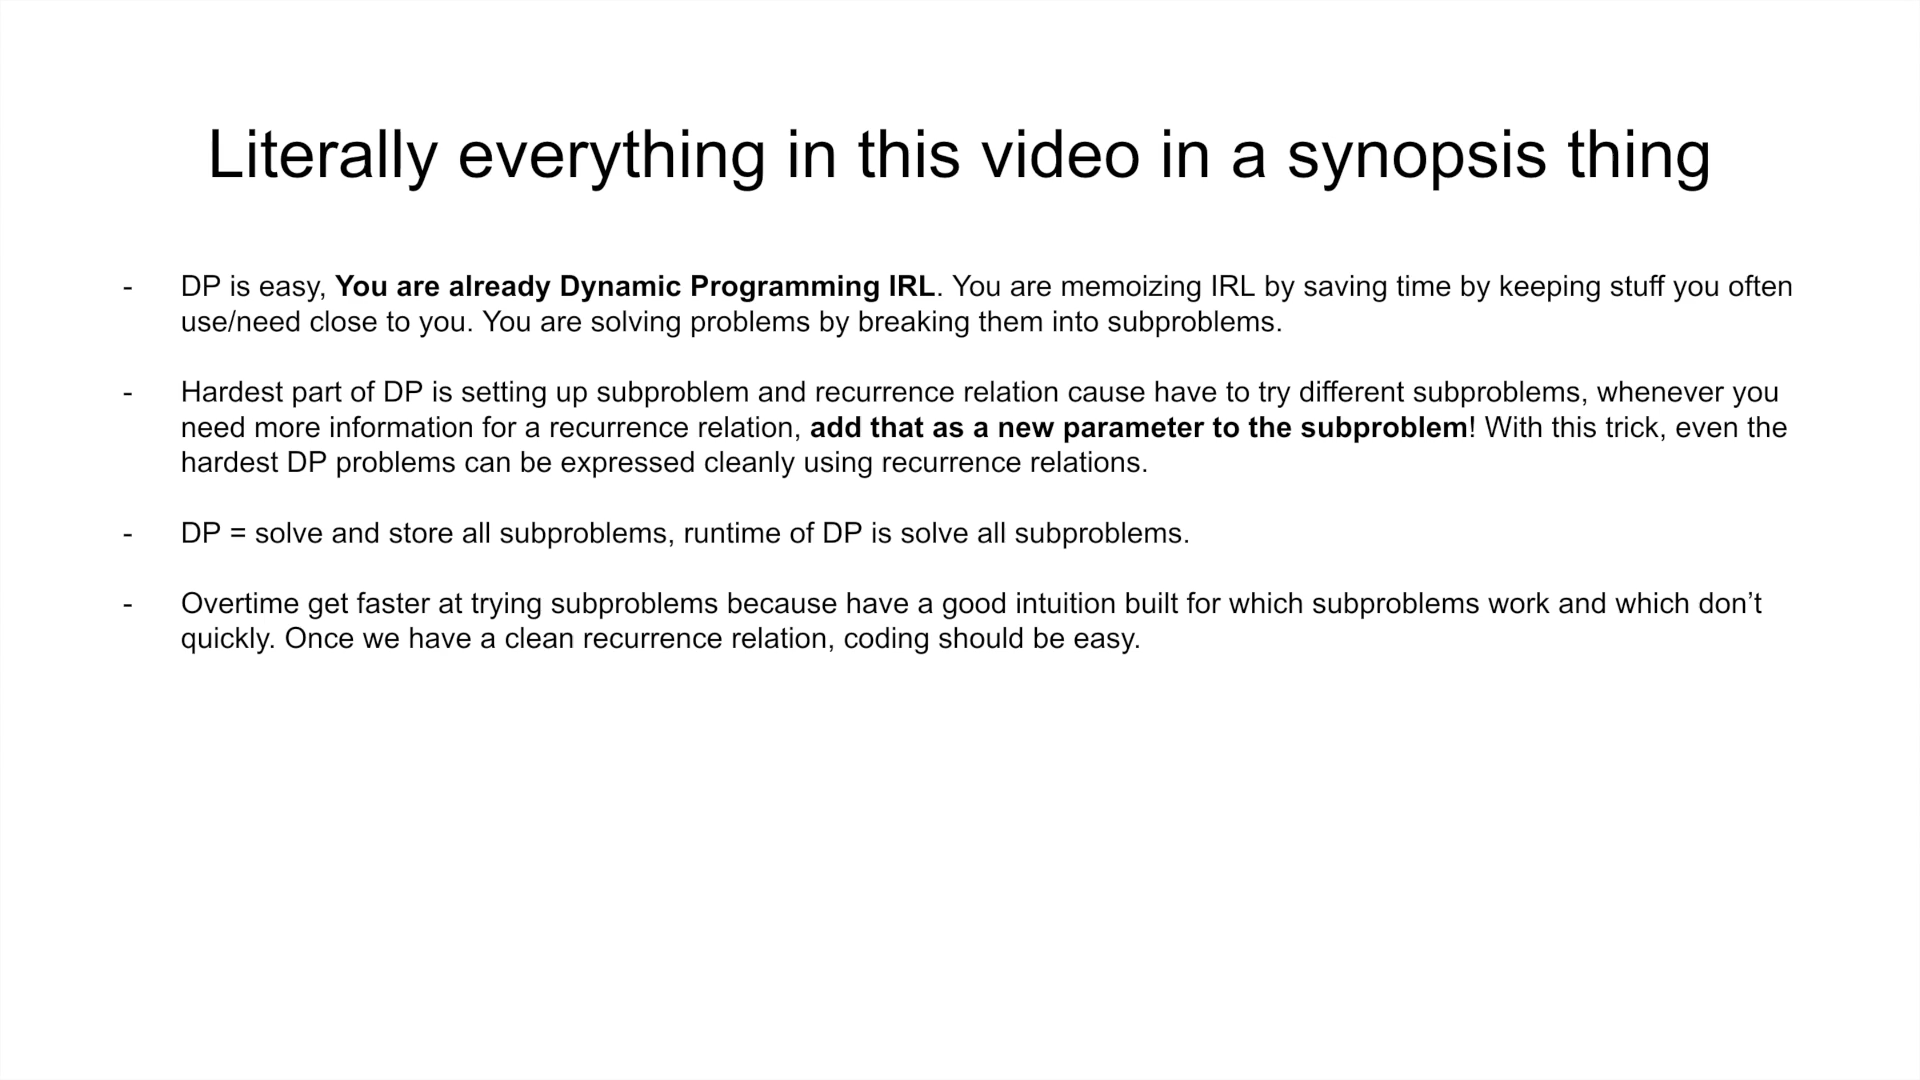 Literally everything in this video in a synopsis thing
- DP is easy, You are already Dynamic Programming IRL. You are memoizing IRL by saving time by keeping stuff you often
use/need close to you. You are solving problems by breaking them into subproblems.
- Hardest part of DP is setting up subproblem and recurrence relation cause have to try different subproblems, whenever you
need more information for a recurrence relation, add that as a new parameter to the subproblem! With this trick, even the
hardest DP problems can be expressed cleanly using recurrence relations.
- DP = solve and store all subproblems, runtime of DP is solve all subproblems.
- Overtime get faster at trying subproblems because have a good intuition built for which subproblems work and which don’t
quickly. Once we have a clean recurrence relation, coding should be easy.